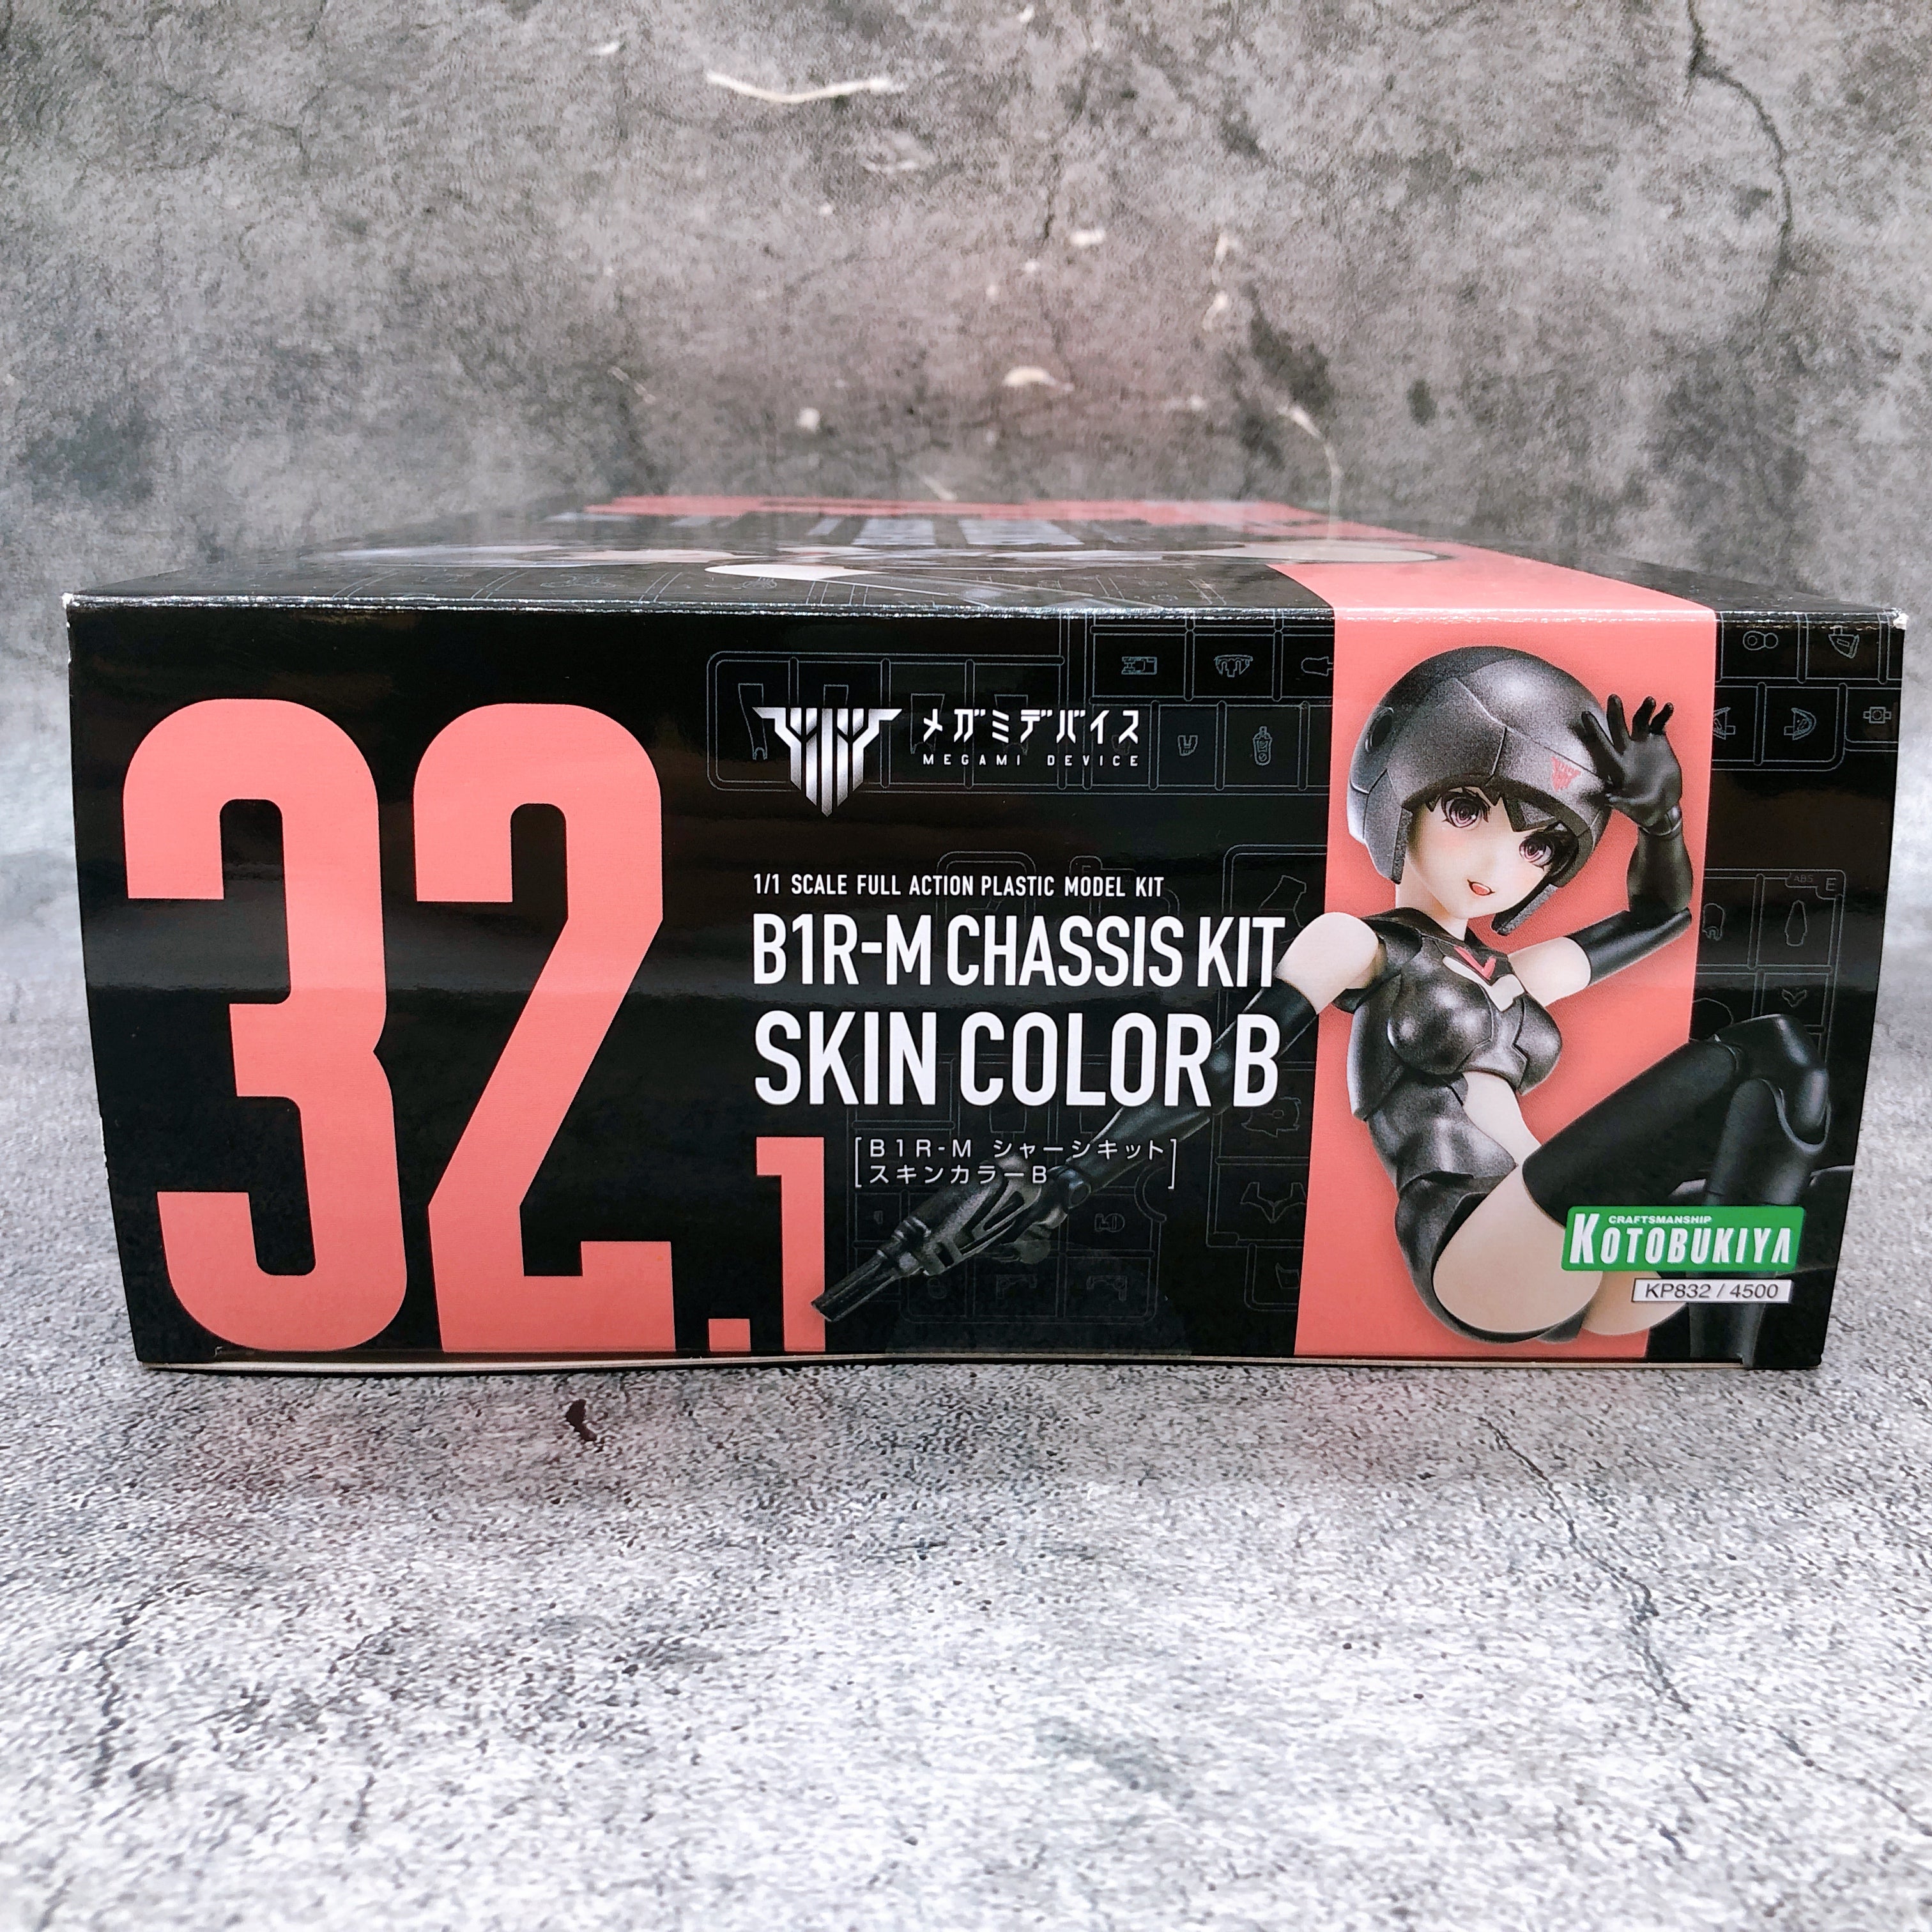 32.1
メガミデバイス
MEGAMI DEVICE
1/1 SCALE FULL ACTION PLASTIC MODEL KIT
B1R-M CHASSIS KIT
SKIN COLOR B
[B1R-M シャーシキット
スキンカラーB]
ABS E
CRAFTSMANSHIP
KOTOBUKIYA
KP832 / 4500